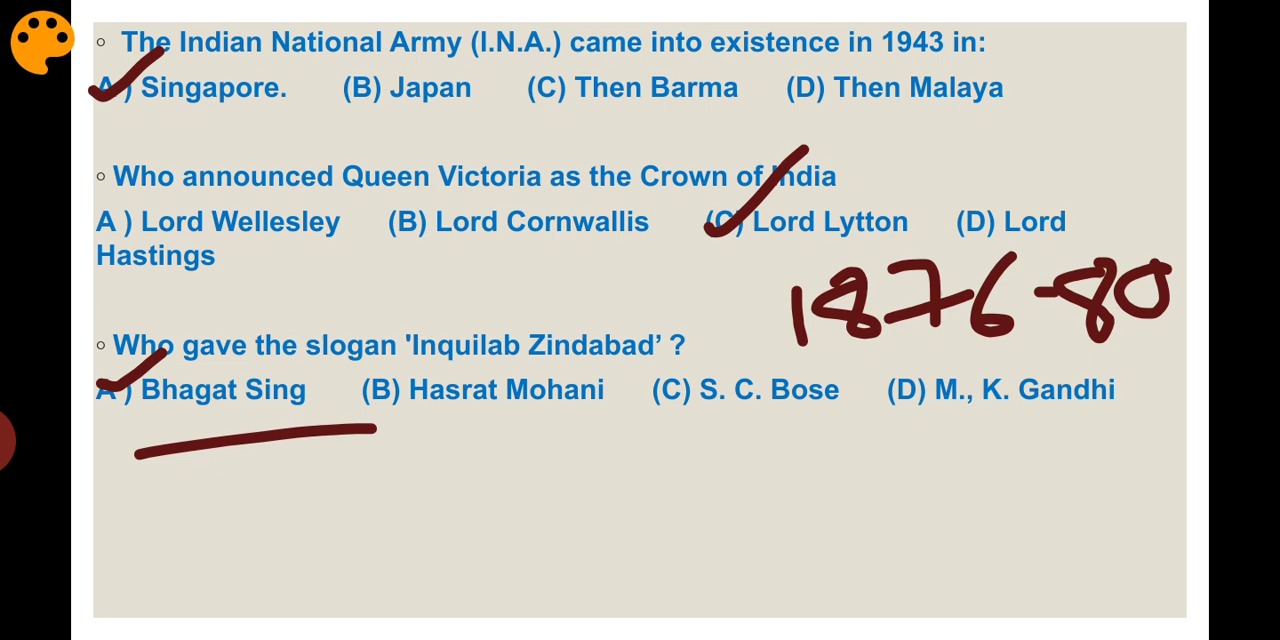 ◦ The Indian National Army (I.N.A.) came into existence in 1943 in:
A ) Singapore. (B) Japan (C) Then Barma (D) Then Malaya
◦ Who announced Queen Victoria as the Crown of India
A ) Lord Wellesley (B) Lord Cornwallis (C) Lord Lytton (D) Lord
Hastings
1876-80
◦ Who gave the slogan 'Inquilab Zindabad’ ?
A ) Bhagat Sing (B) Hasrat Mohani (C) S. C. Bose (D) M., K. Gandhi